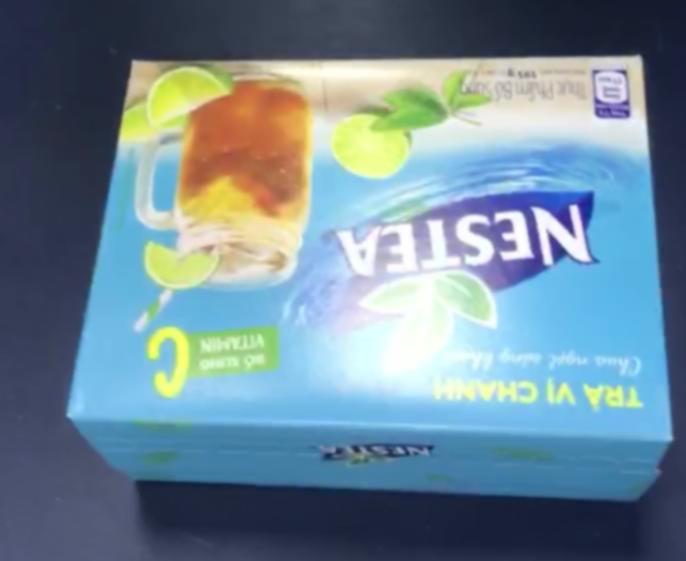 TRÀ VỊ CHANH
Chua ngọt sảng khoái
NESTEA
BỔ SUNG
VITAMIN
C
Thực Phẩm Bổ Sung
195 g
NESTEA